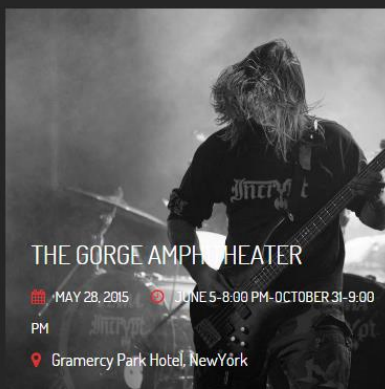 Incrypt
THE GORGE AMPHITHEATER
MAY 28, 2015 JUNE 5-8:00 PM-OCTOBER 31-9:00
PM
Gramercy Park Hotel, NewYork